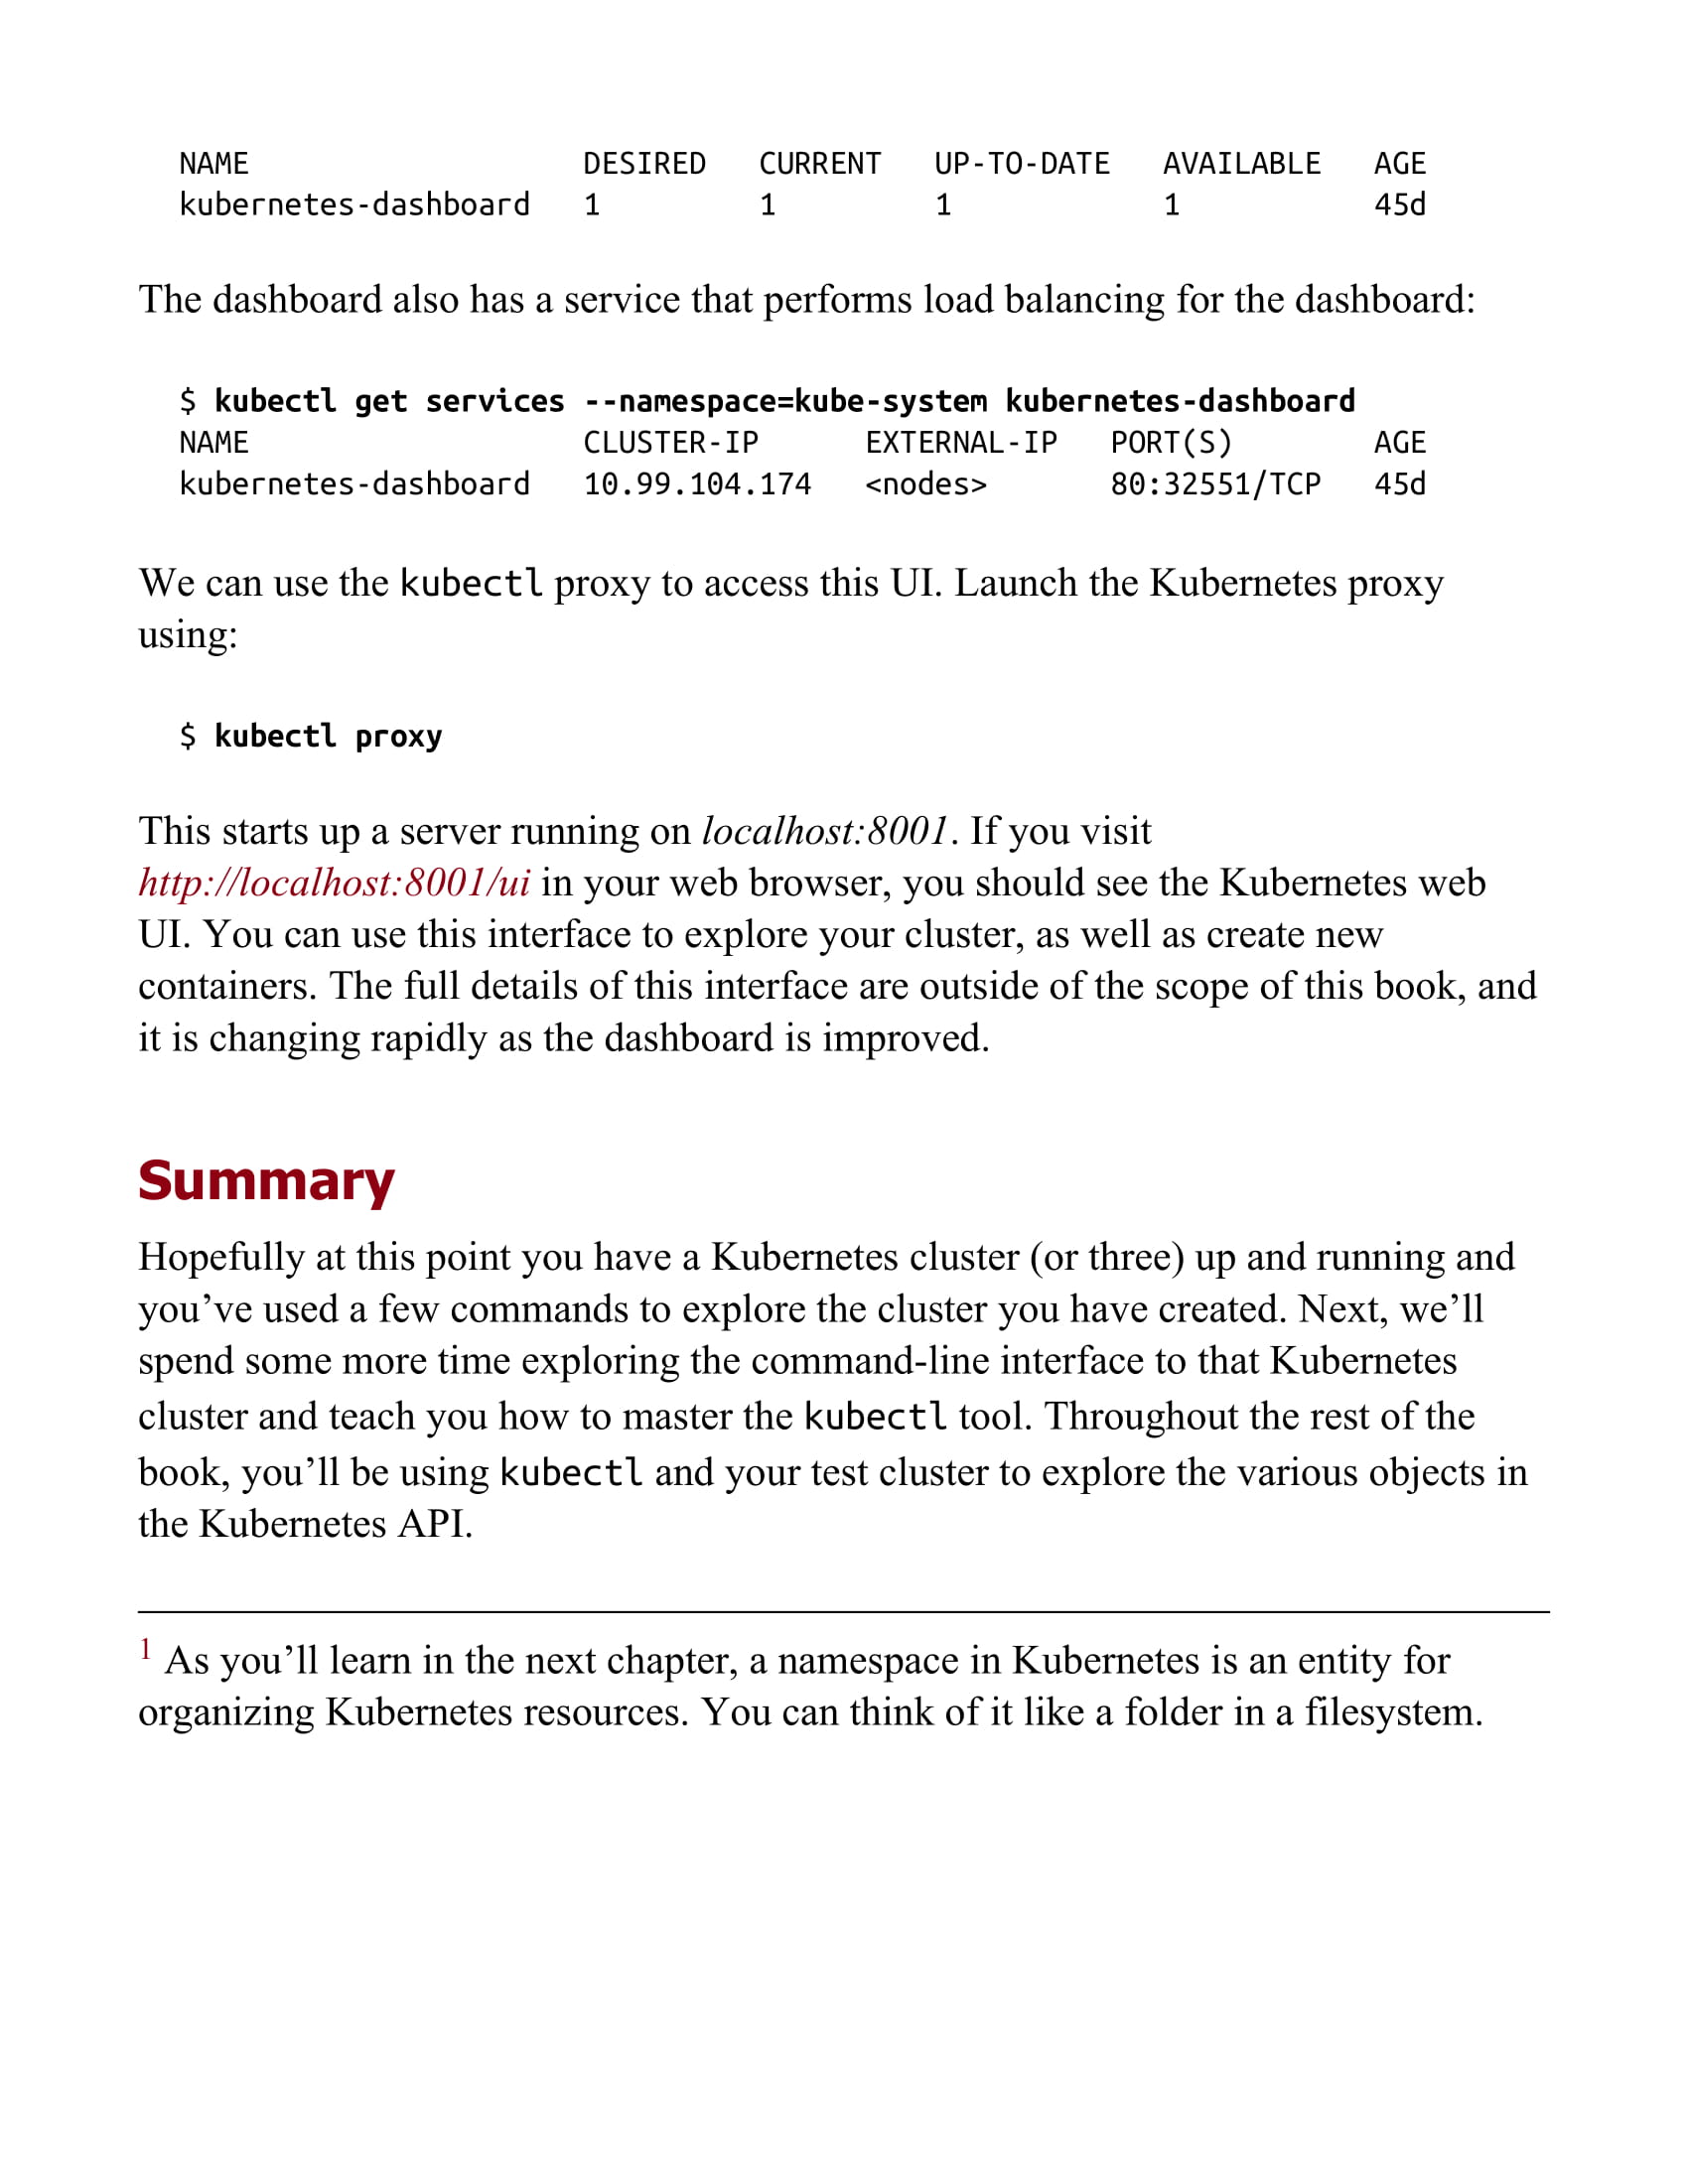 NAME                   DESIRED   CURRENT   UP-TO-DATE   AVAILABLE   AGE
kubernetes-dashboard   1         1         1            1           45d
The dashboard also has a service that performs load balancing for the dashboard:
$ kubectl get services --namespace=kube-system kubernetes-dashboard
NAME                   CLUSTER-IP      EXTERNAL-IP   PORT(S)        AGE
kubernetes-dashboard   10.99.104.174   <nodes>       80:32551/TCP   45d
We can use the kubectl proxy to access this UI. Launch the Kubernetes proxy
using:
$ kubectl proxy
This starts up a server running on localhost:8001. If you visit
http://localhost:8001/ui in your web browser, you should see the Kubernetes web
UI. You can use this interface to explore your cluster, as well as create new
containers. The full details of this interface are outside of the scope of this book, and
it is changing rapidly as the dashboard is improved.
Summary
Hopefully at this point you have a Kubernetes cluster (or three) up and running and
you’ve used a few commands to explore the cluster you have created. Next, we’ll
spend some more time exploring the command-line interface to that Kubernetes
cluster and teach you how to master the kubectl tool. Throughout the rest of the
book, you’ll be using kubectl and your test cluster to explore the various objects in
the Kubernetes API.
1 As you’ll learn in the next chapter, a namespace in Kubernetes is an entity for
organizing Kubernetes resources. You can think of it like a folder in a filesystem.